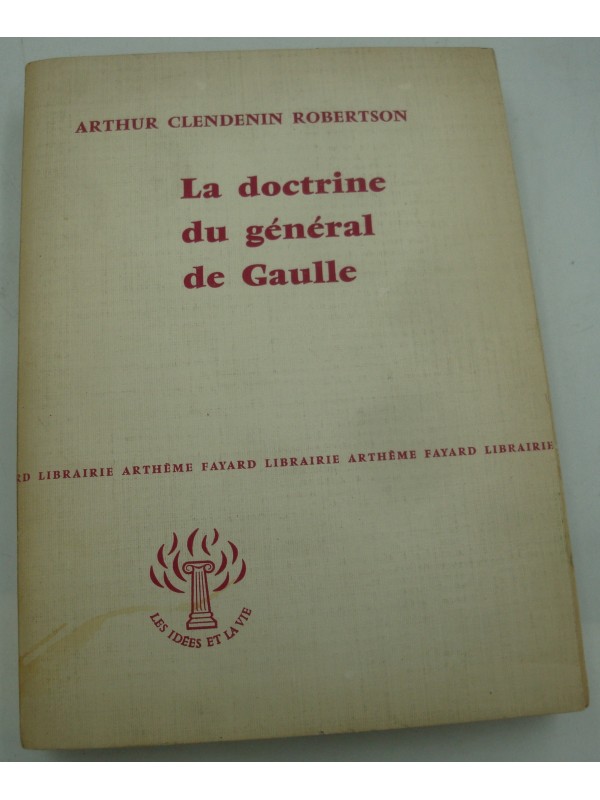 ARTHUR CLENDENIN ROBERTSON
La doctrine
du général
de Gaulle
RD LIBRAIRIE ARTHÈME FAYARD LIBRAIRIE ARTHÈME FAYARD LIBRAIRIE
LES IDÉES ET LA VIE